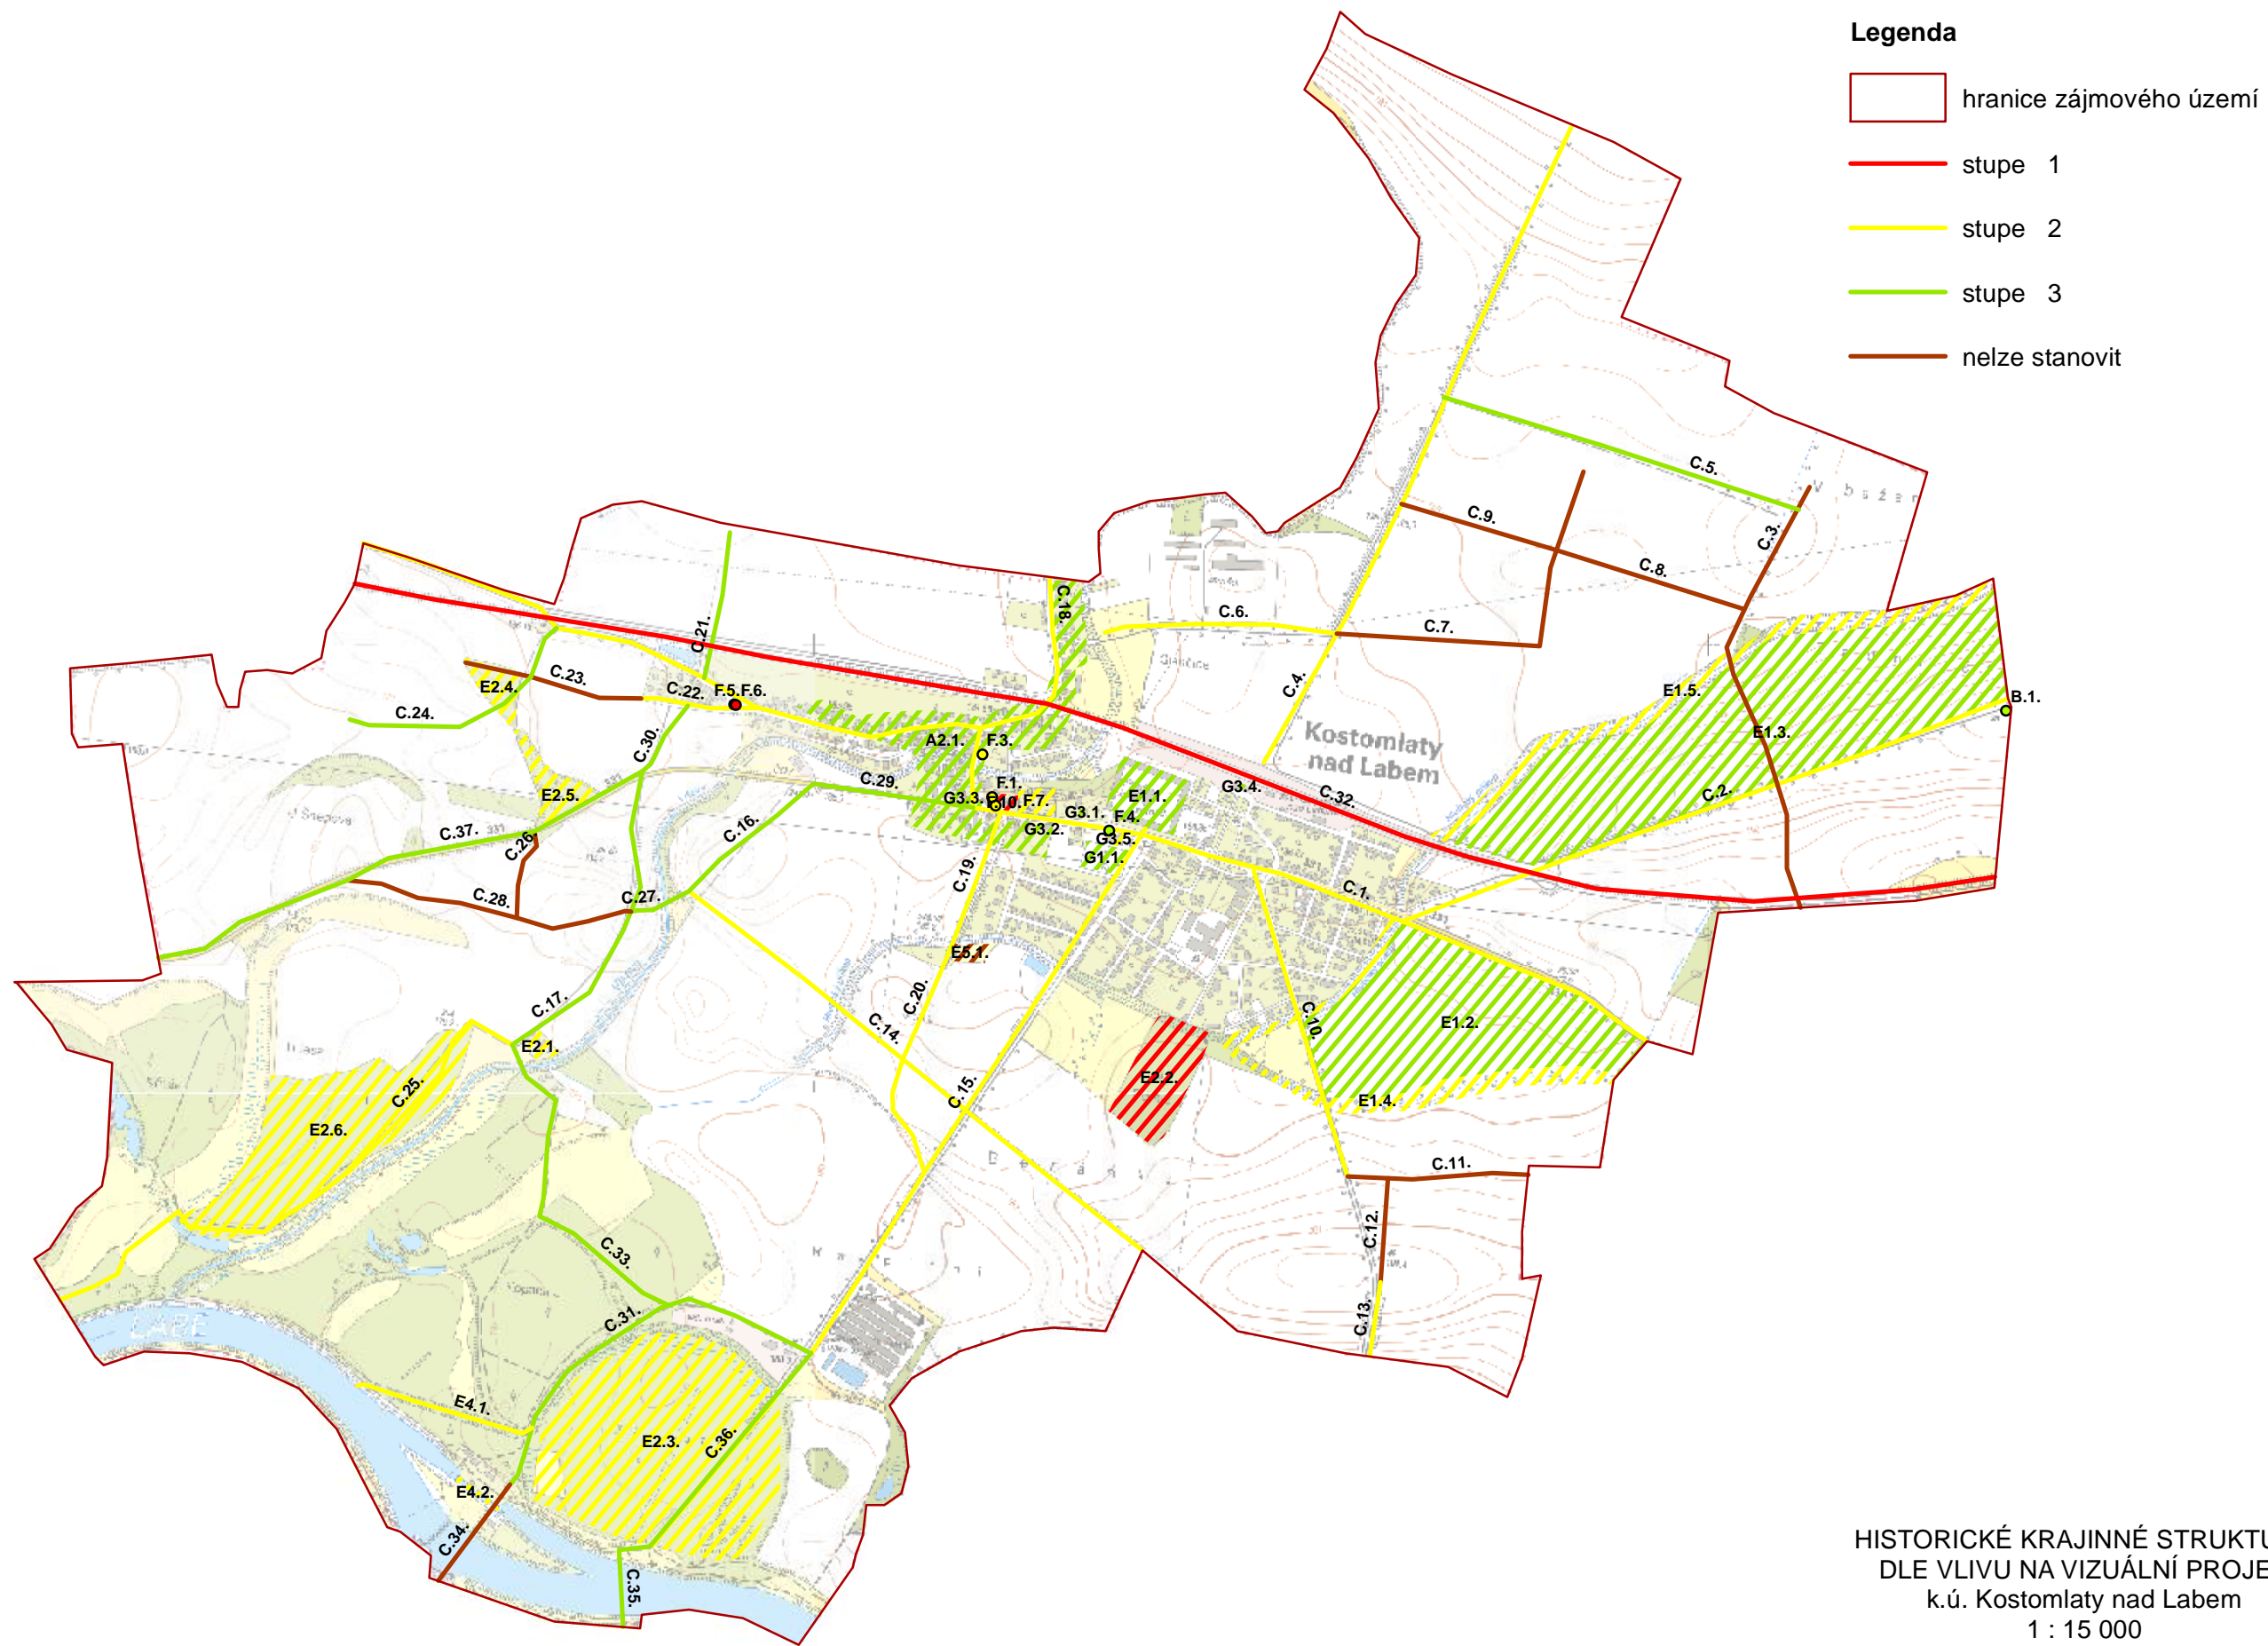 Legenda
hranice zájmového území
stupe 1
stupe 2
stupe 3
nelze stanovit
C.5.
C.9.
C.3.
C.8.
C.18.
C.6.
C.7.
C.21.
C.23.
E2.4.
C.22.
F.5.
F.6.
C.4.
E1.5.
B.1.
C.24.
C.30.
A2.1.
F.3.
Kostomlaty
nad Labem
E1.3.
C.29.
F.1.
G3.3.
F.10.
F.7.
E1.1.
G3.4.
C.32.
C.2.
E2.5.
G3.1.
F.4.
C.37.
C.26.
C.16.
G3.2.
G3.5.
G1.1.
C.19.
C.1.
C.28.
C.27.
E5.1.
C.17.
C.20.
C.10.
E1.2.
C.14.
E2.1.
C.25.
C.15.
E2.2.
E1.4.
E2.6.
C.11.
C.12.
C.33.
C.31.
C.13.
LABE
E4.1.
E2.3.
C.36.
E4.2.
C.34.
C.35.
HISTORICKÉ KRAJINNÉ STRUKTU
DLE VLIVU NA VIZUÁLNÍ PROJE
k.ú. Kostomlaty nad Labem
1 : 15 000